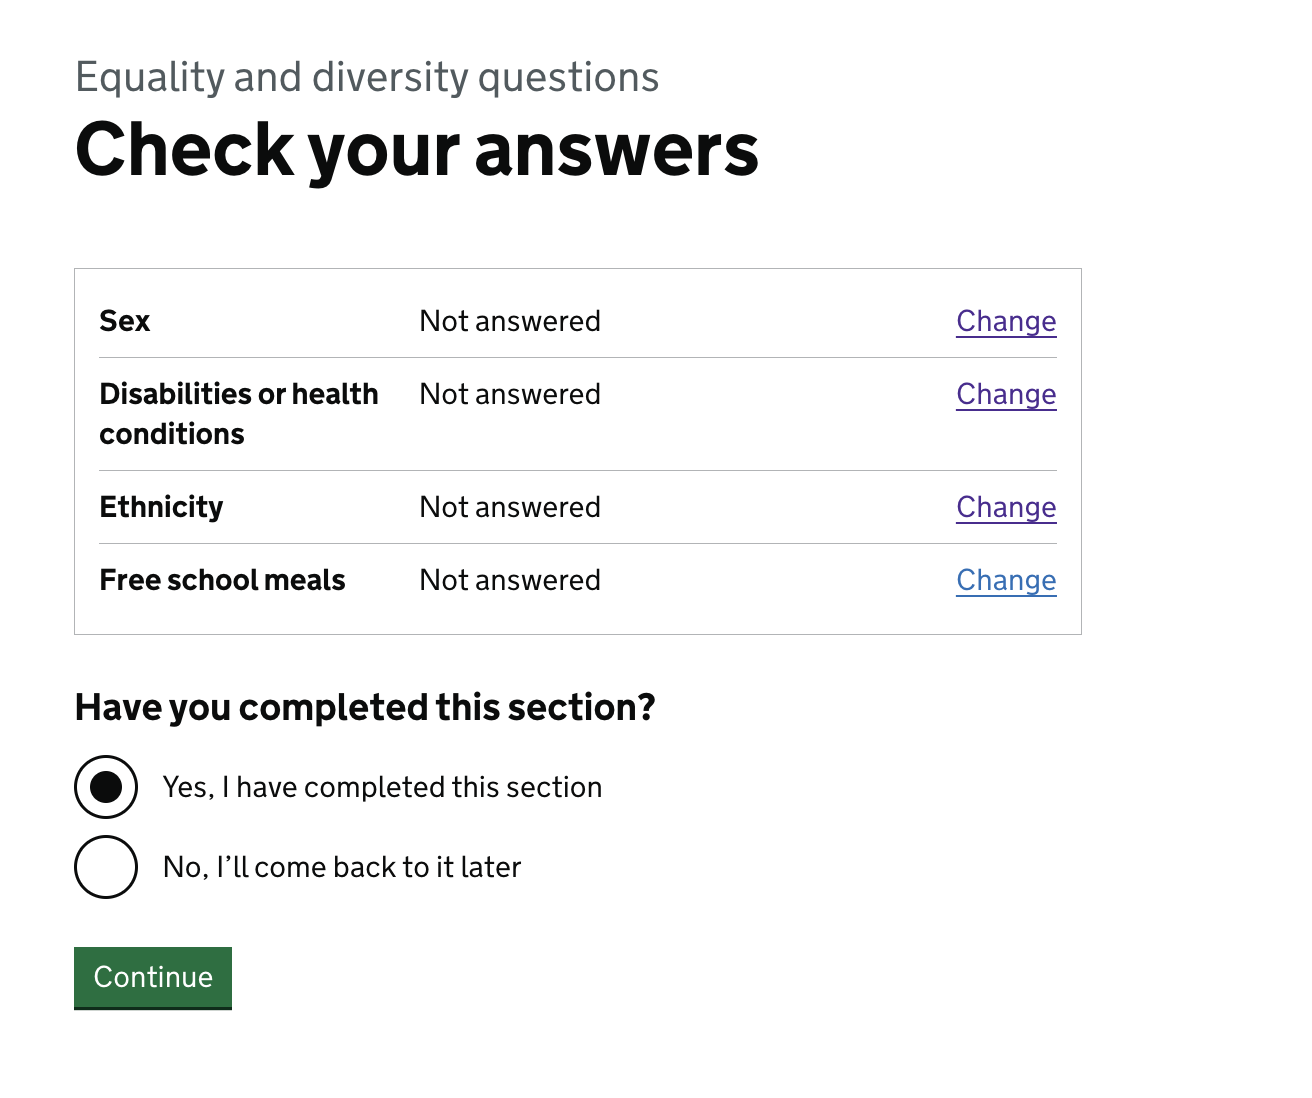 Equality and diversity questions
Check your answers
Sex Not answered Change
Disabilities or health Not answered Change
conditions
Ethnicity Not answered Change
Free school meals Not answered Change
Have you completed this section?
Yes, I have completed this section
No, I’ll come back to it later
Continue